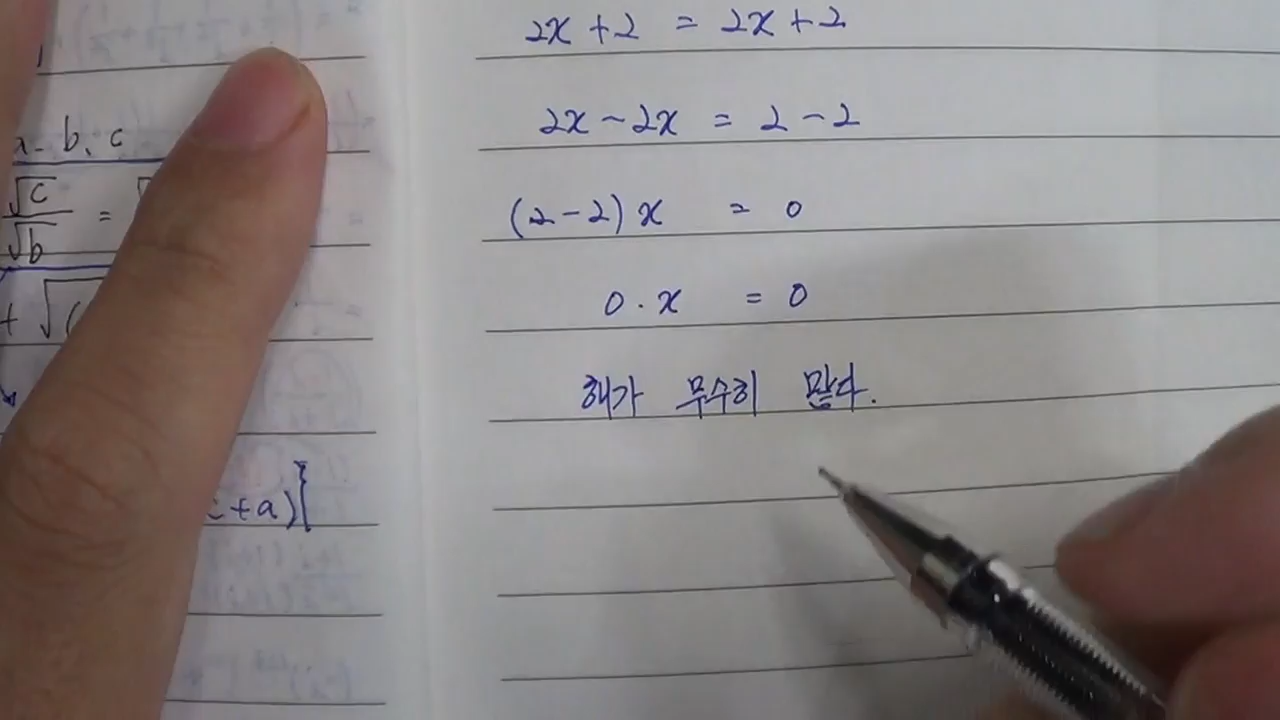 a. b. c
√c/√b =
+ √(
c+a)}
2x + 2 = 2x + 2
2x - 2x = 2 - 2
(2-2) x = 0
0 · x = 0
해가 무수히 많다.